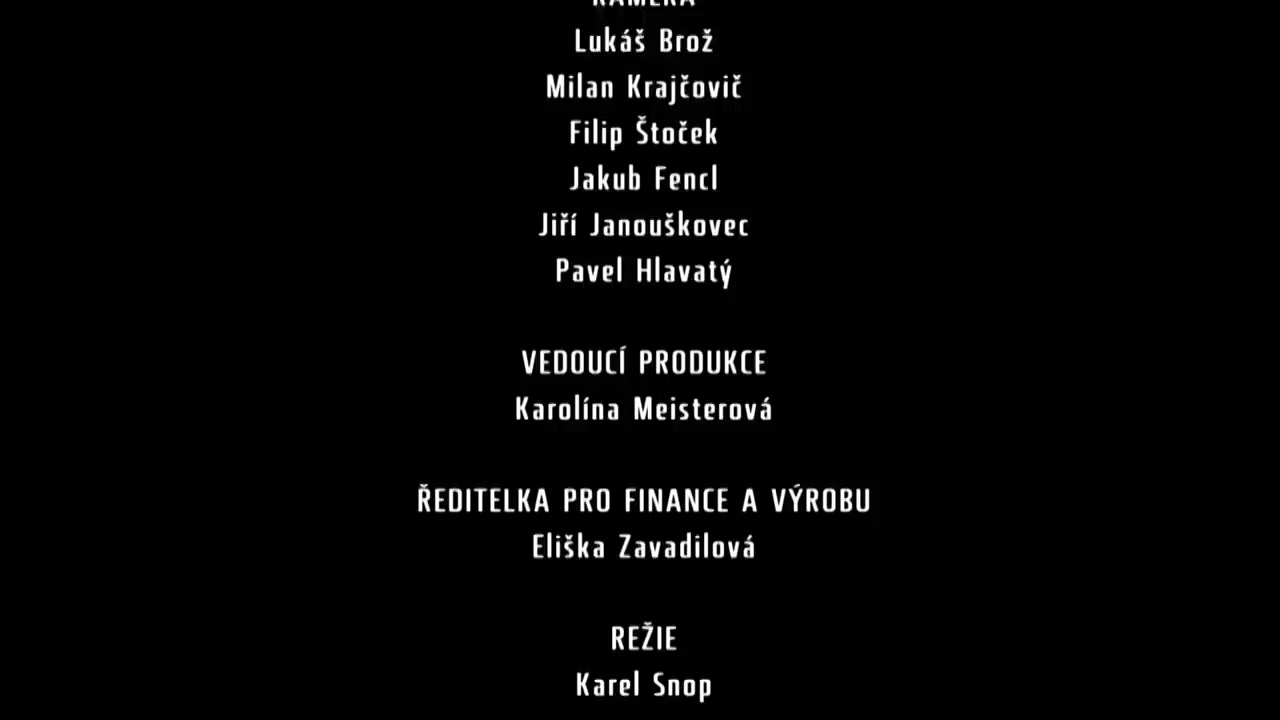 KAMERA
Lukáš Brož
Milan Krajčovič
Filip Štoček
Jakub Fencl
Jiří Janouškovec
Pavel Hlavatý
VEDOUCÍ PRODUKCE
Karolína Meisterová
ŘEDITELKA PRO FINANCE A VÝROBU
Eliška Zavadilová
REŽIE
Karel Snop